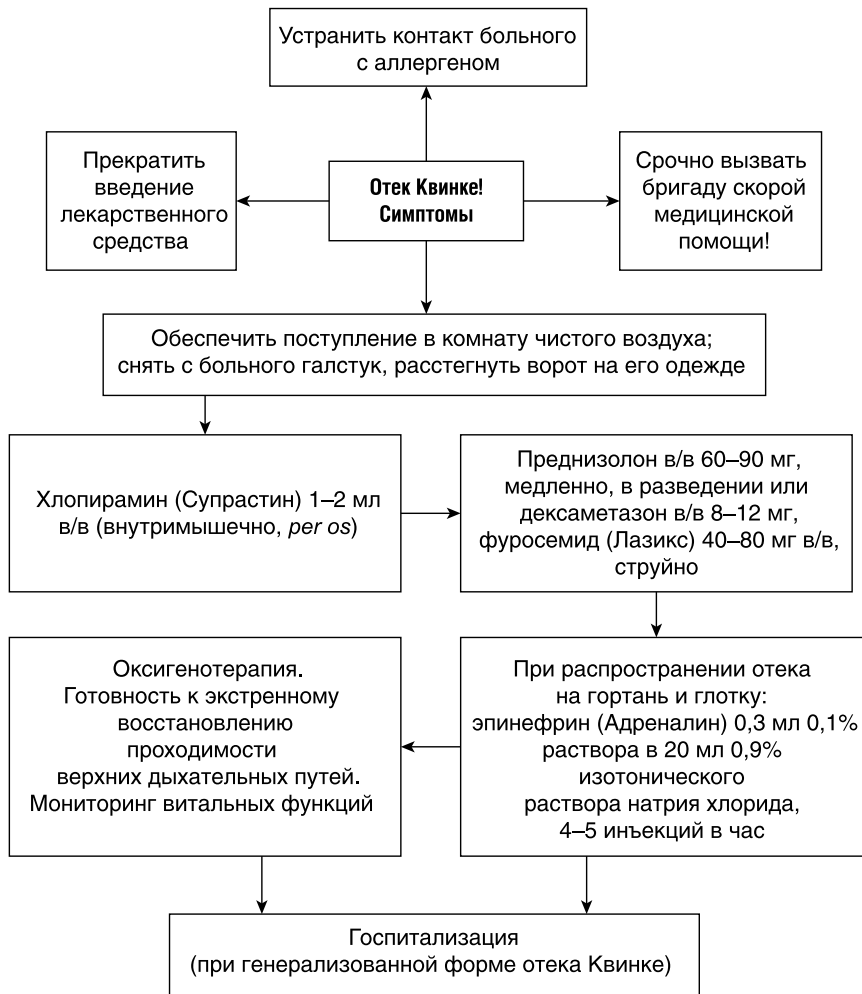 Устранить контакт больного
с аллергеном
Прекратить
введение
лекарственного
средства
Отек Квинке!
Симптомы
Срочно вызвать
бригаду скорой
медицинской
помощи!
Обеспечить поступление в комнату чистого воздуха;
снять с больного галстук, расстегнуть ворот на его одежде
Хлопирамин (Супрастин) 1–2 мл
в/в (внутримышечно, per os)
Преднизолон в/в 60–90 мг,
медленно, в разведении или
дексаметазон в/в 8–12 мг,
фуросемид (Лазикс) 40–80 мг в/в,
струйно
Оксигенотерапия.
Готовность к экстренному
восстановлению
проходимости
верхних дыхательных путей.
Мониторинг витальных функций
При распространении отека
на гортань и глотку:
эпинефрин (Адреналин) 0,3 мл 0,1%
раствора в 20 мл 0,9%
изотонического
раствора натрия хлорида,
4–5 инъекций в час
Госпитализация
(при генерализованной форме отека Квинке)